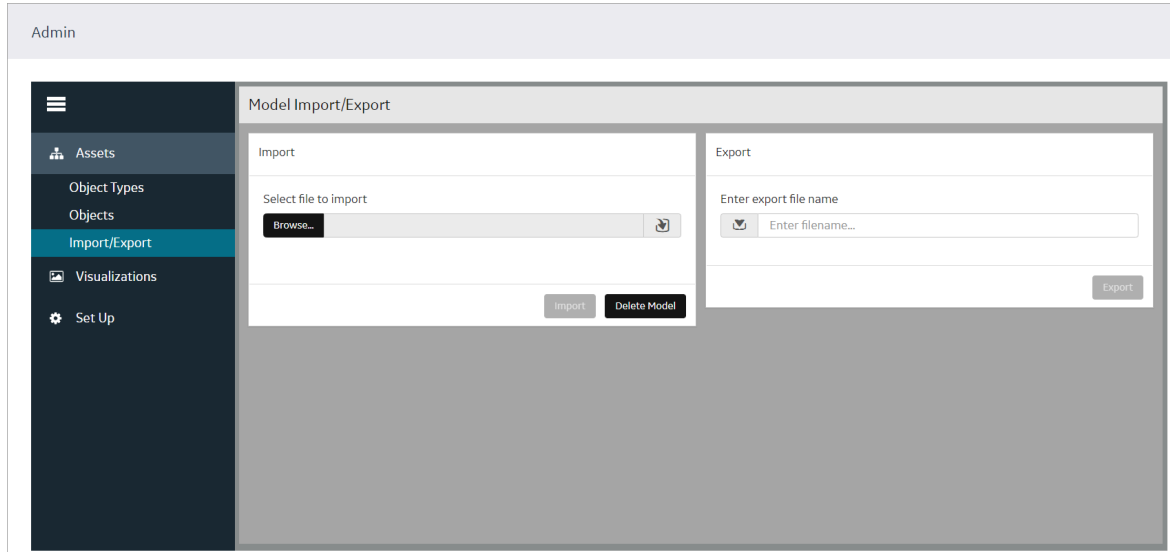 Admin
Model Import/Export
Assets
Object Types
Objects
Import/Export
Visualizations
Set Up
Import
Select file to import
Browse...
Import
Delete Model
Export
Enter export file name
Enter filename...
Export